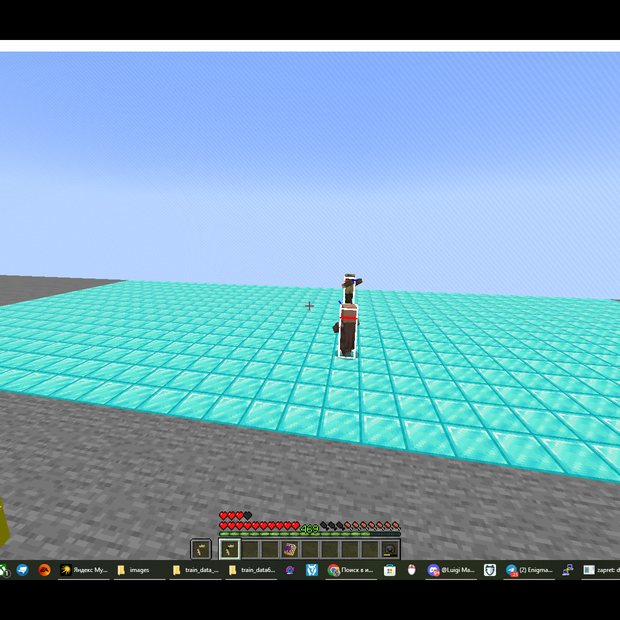 469
Яндекс Му...
images
train_data_...
train_data6...
Поиск в и...
@Luigi Ma...
(2) Enigma...
zapret: d